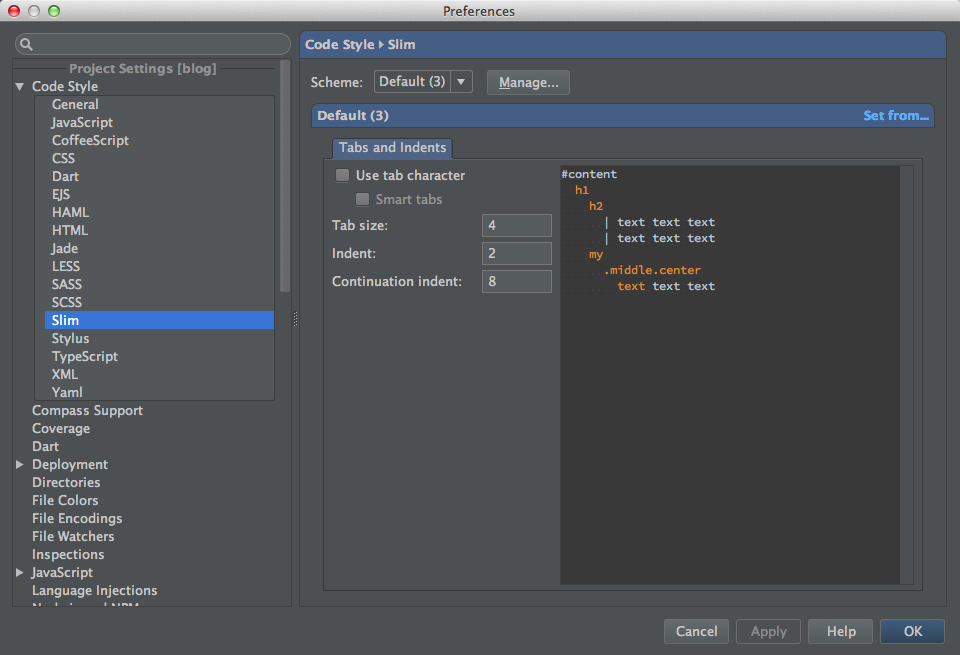 Preferences
Project Settings [blog]
Code Style
General
JavaScript
CoffeeScript
CSS
Dart
EJS
HAML
HTML
Jade
LESS
SASS
SCSS
Slim
Stylus
TypeScript
XML
Yaml
Compass Support
Coverage
Dart
Deployment
Directories
File Colors
File Encodings
File Watchers
Inspections
JavaScript
Language Injections
Code Style ▸ Slim
Scheme: Default (3) Manage...
Default (3) Set from...
Tabs and Indents
Use tab character
Smart tabs
Tab size: 4
Indent: 2
Continuation indent: 8
#content
h1
h2
| text text text
| text text text
my
.middle.center
text text text
Cancel Apply Help OK